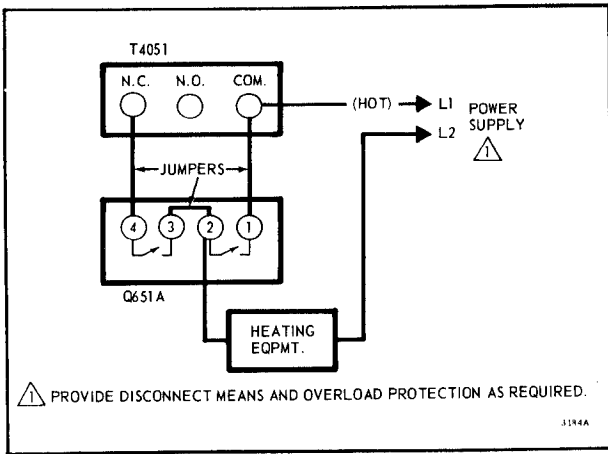 T4051
N.C. N.O. COM.
(HOT) L1
POWER
SUPPLY
L2
1
JUMPERS
4 3 2 1
Q651A
HEATING
EQPMT.
1 PROVIDE DISCONNECT MEANS AND OVERLOAD PROTECTION AS REQUIRED.
3184A